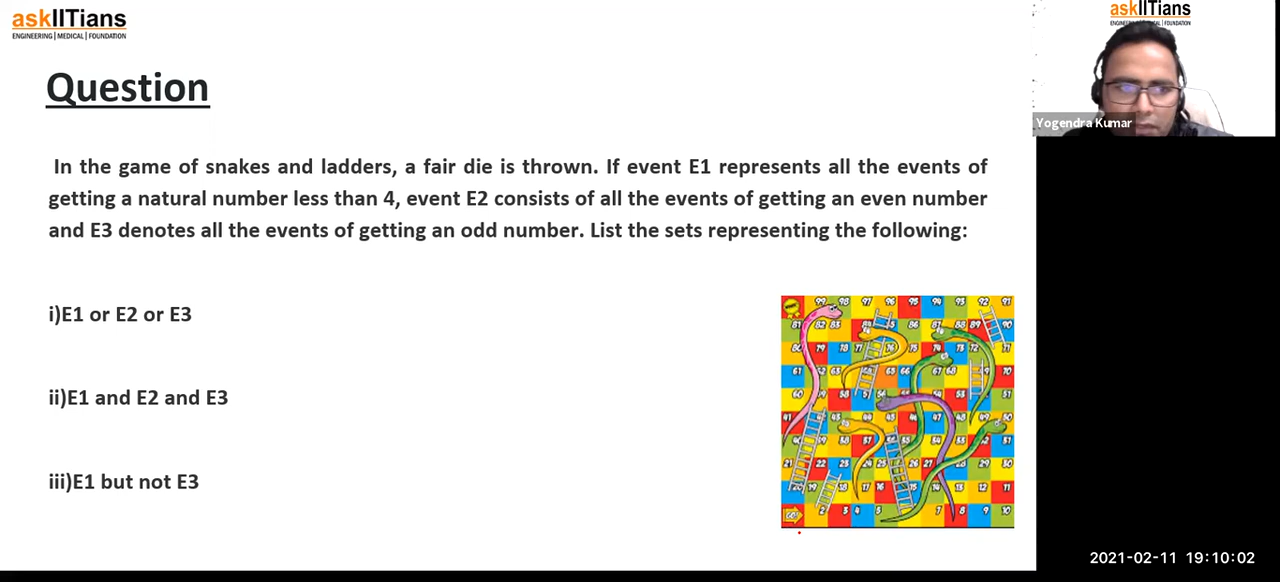 askIITians
ENGINEERING | MEDICAL | FOUNDATION
askIITians
ENGINEERING | MEDICAL | FOUNDATION
Yogendra Kumar
Question
In the game of snakes and ladders, a fair die is thrown. If event E1 represents all the events of
getting a natural number less than 4, event E2 consists of all the events of getting an even number
and E3 denotes all the events of getting an odd number. List the sets representing the following:
i)E1 or E2 or E3
ii)E1 and E2 and E3
iii)E1 but not E3
2021-02-11 19:10:02